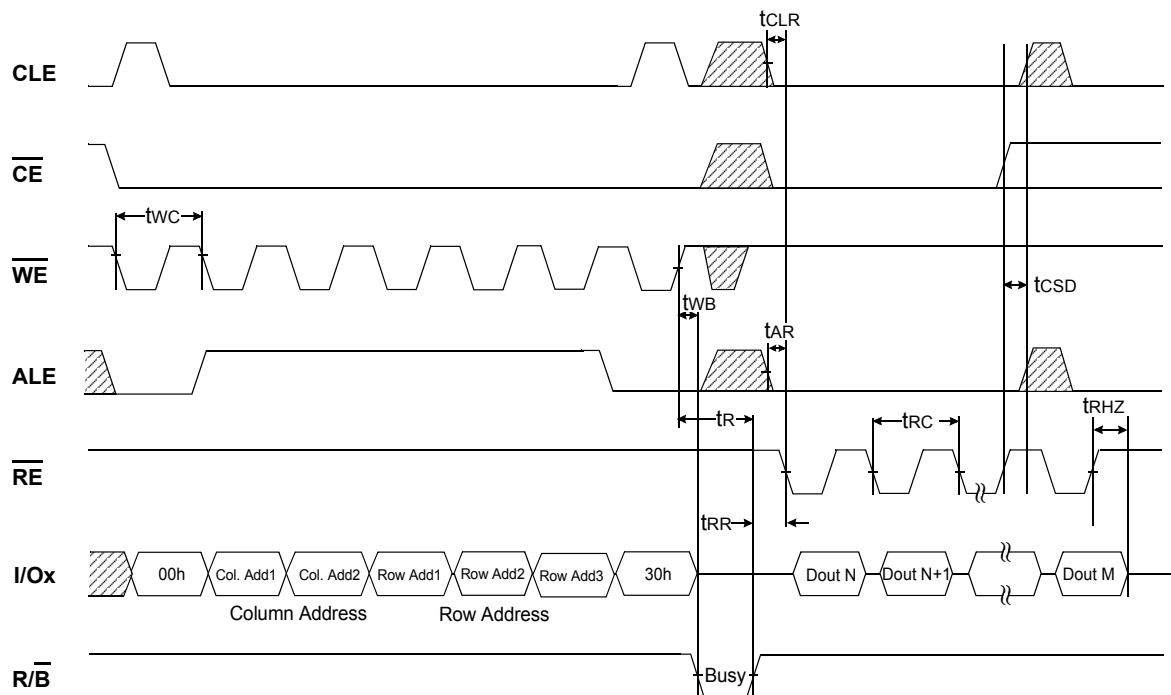 tCLR
CLE
CE
tWC
WE
tCSD
tWB
tAR
ALE
tR
tRC
tRHZ
RE
tRR
I/Ox
00h
Col. Add1
Col. Add2
Row Add1
Row Add2
Row Add3
30h
Dout N
Dout N+1
Dout M
Column Address
Row Address
R/B
Busy